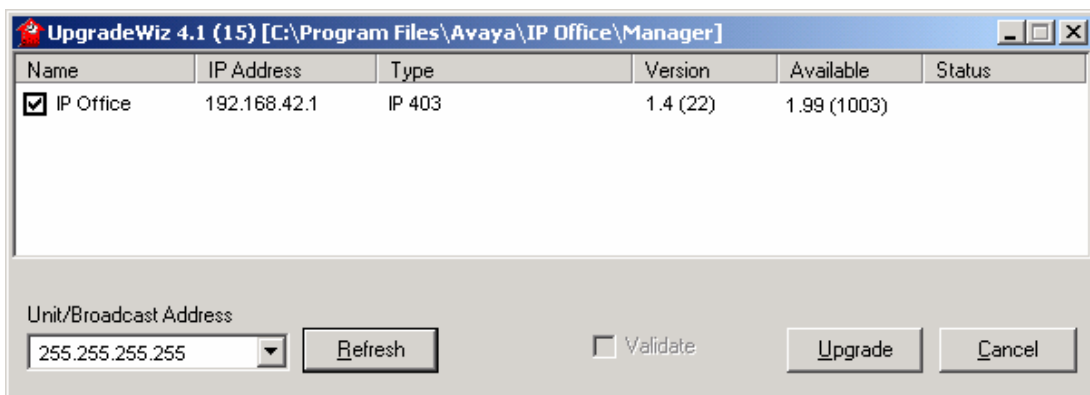 UpgradeWiz 4.1 (15) [C:\Program Files\Avaya\IP Office\Manager]
Name IP Address Type Version Available Status
IP Office 192.168.42.1 IP 403 1.4 (22) 1.99 (1003)
Unit/Broadcast Address
255.255.255.255 Refresh Validate Upgrade Cancel